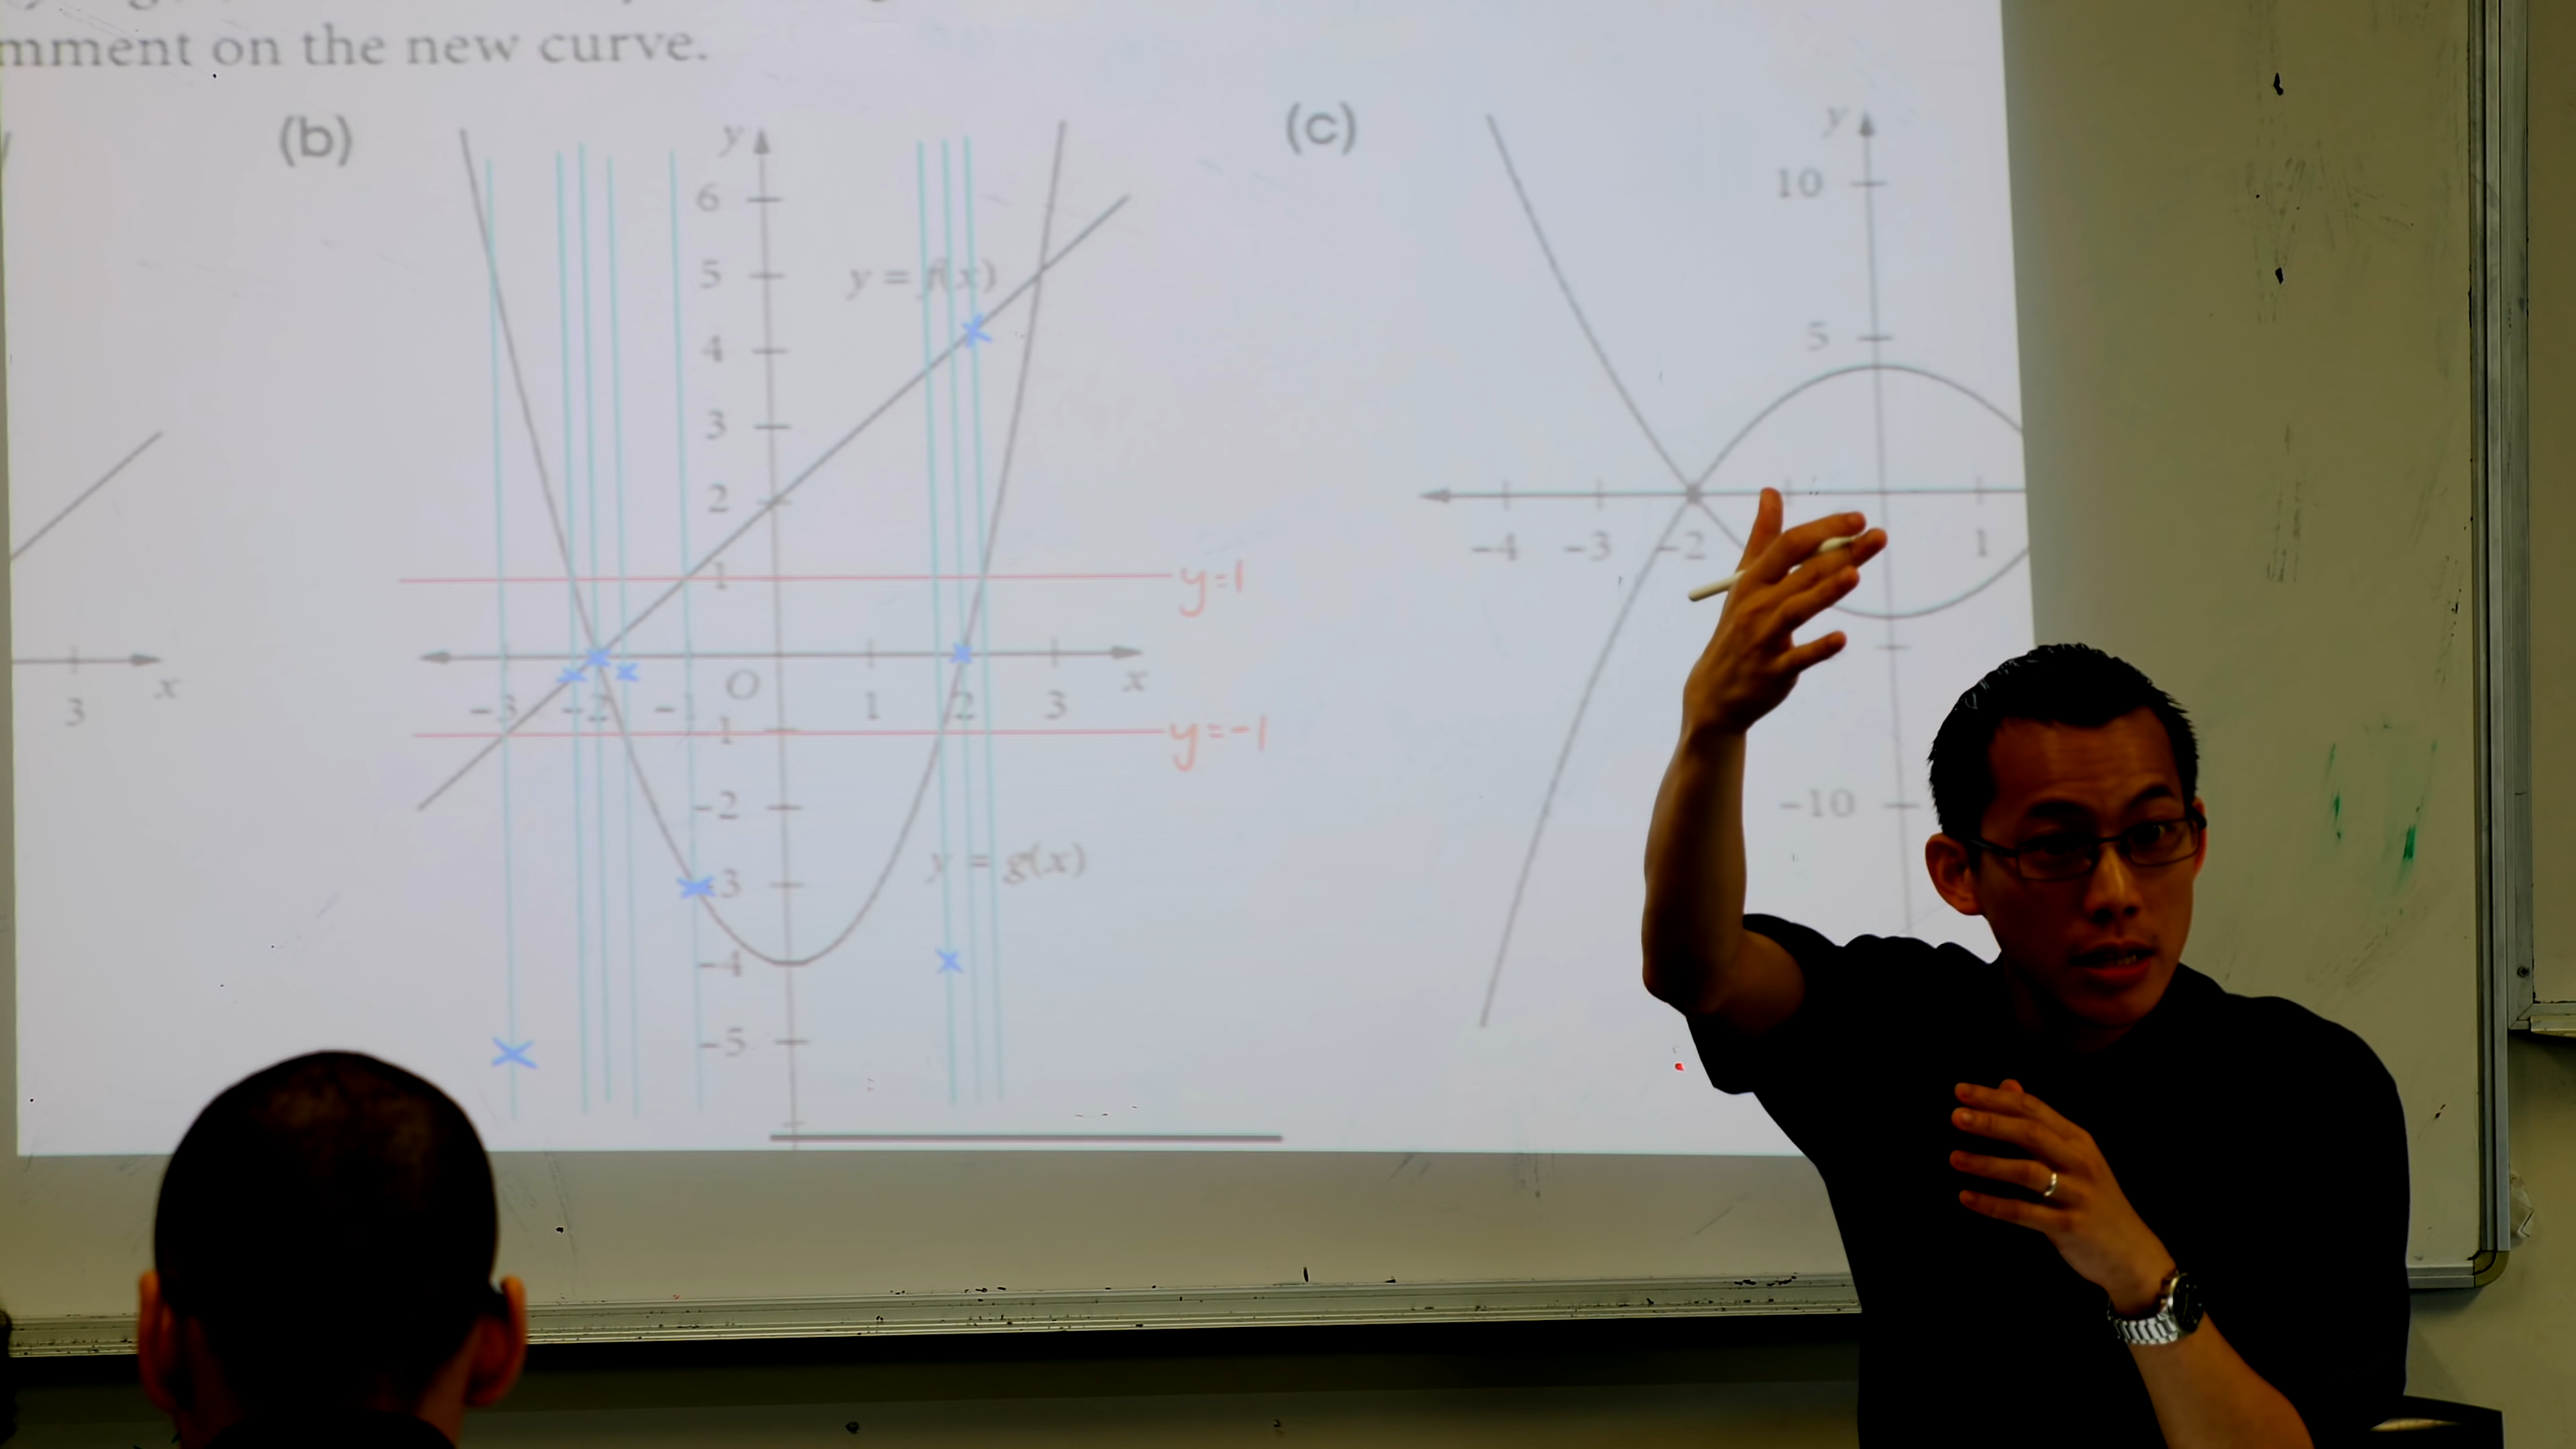 mment on the new curve.
(b)
y
6
5
4
3
2
1
y = f(x)
y=1
-3
-2
-1
O
1
2
3
x
-1
y=-1
-2
y = g(x)
-3
-4
-5
3
x
(c)
y
10
5
-4
-3
-2
1
-10